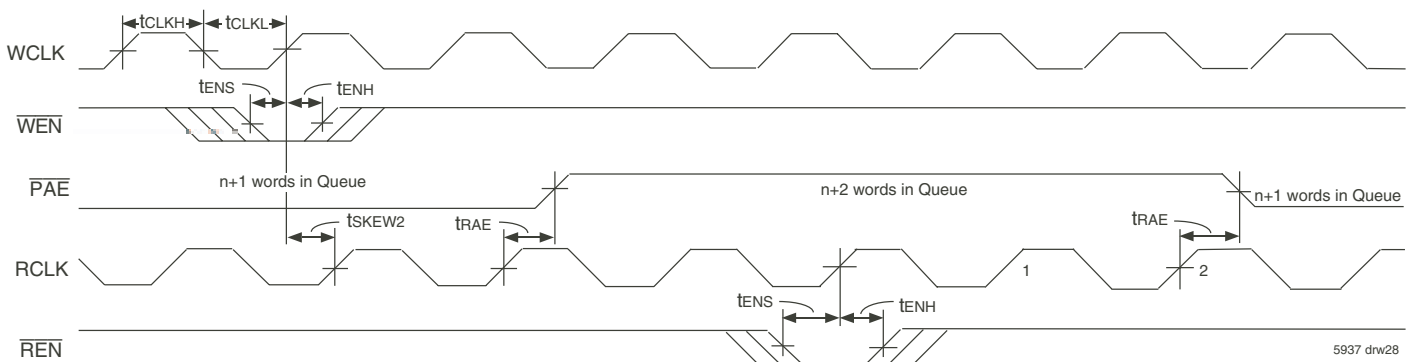 tCLKH tCLKL
WCLK
tENS tENH
WEN
PAE n+1 words in Queue n+2 words in Queue n+1 words in Queue
tSKEW2 tRAE tRAE
RCLK 1 2
tENS tENH
REN
5937 drw28